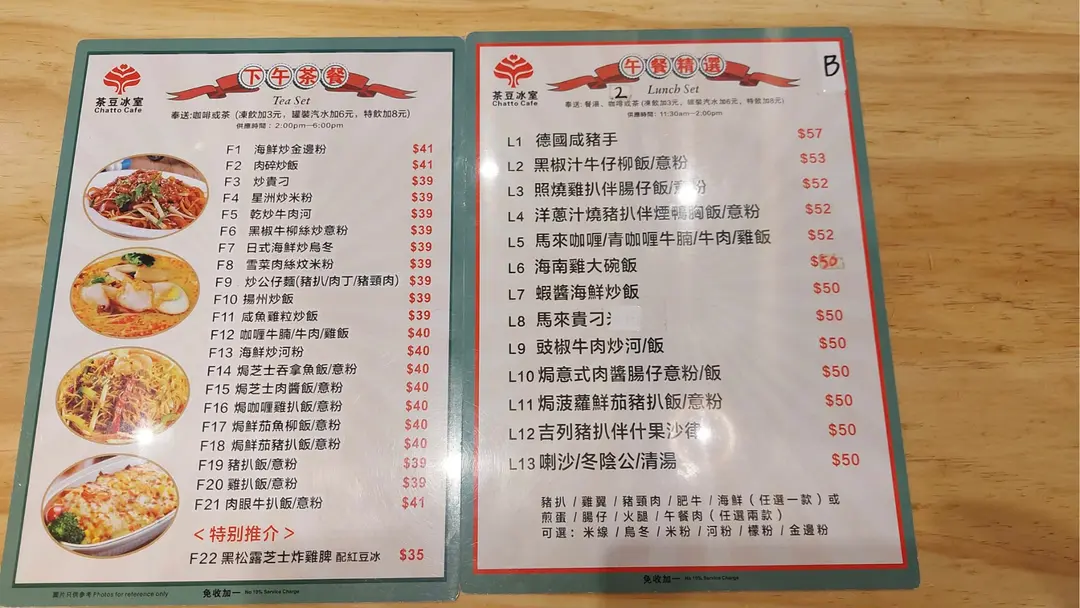 茶豆冰室
Chatto Cafe
下午茶餐
Tea Set
奉送:咖啡或茶 (凍飲加3元，罐裝汽水加6元，特飲加8元)
供應時間：2:00pm—6:00pm
F1 海鮮炒金邊粉 $41
F2 肉碎炒飯 $41
F3 炒貴刁 $39
F4 星洲炒米粉 $39
F5 乾炒牛肉河 $39
F6 黑椒牛柳絲炒意粉 $39
F7 日式海鮮炒烏冬 $39
F8 雪菜肉絲炆米粉 $39
F9 炒公仔麵(豬扒/肉丁/豬頸肉) $39
F10 揚州炒飯 $39
F11 咸魚雞粒炒飯 $39
F12 咖喱牛腩/牛肉/雞飯 $40
F13 海鮮炒河粉 $40
F14 焗芝士吞拿魚飯/意粉 $40
F15 焗芝士肉醬飯/意粉 $40
F16 焗咖喱雞扒飯/意粉 $40
F17 焗鮮茄魚柳飯/意粉 $40
F18 焗鮮茄豬扒飯/意粉 $40
F19 豬扒飯/意粉 $39
F20 雞扒飯/意粉 $39
F21 肉眼牛扒飯/意粉 $41
<特別推介>
F22 黑松露芝士炸雞脾 配紅豆冰 $35
圖片只供參考 Photos for reference only
免收加一 No 10% Service Charge
茶豆冰室
Chatto Cafe
午餐精選
B
2
Lunch Set
奉送: 餐湯、咖啡或茶 (凍飲加3元，罐裝汽水加6元，特飲加8元)
供應時間：11:30am—2:00pm
L1 德國咸豬手 $57
L2 黑椒汁牛仔柳飯/意粉 $53
L3 照燒雞扒伴腸仔飯/意粉 $52
L4 洋蔥汁燒豬扒伴煙鴨胸飯/意粉 $52
L5 馬來咖喱/青咖喱牛腩/牛肉/雞飯 $52
L6 海南雞大碗飯 $50
L7 蝦醬海鮮炒飯 $50
L8 馬來貴刁 $50
L9 豉椒牛肉炒河/飯 $50
L10 焗意式肉醬腸仔意粉/飯 $50
L11 焗菠蘿鮮茄豬扒飯/意粉 $50
L12 吉列豬扒伴什果沙 $50
L13 喇沙/冬陰公/清湯 $50
豬扒/雞翼/豬頸肉/肥牛/海鮮(任選一款)或
煎蛋/腸仔/火腿/午餐肉(任選兩款)
可選：米線/烏冬/米粉/河粉/檬粉/金邊粉
免收加一 No 10% Service Charge